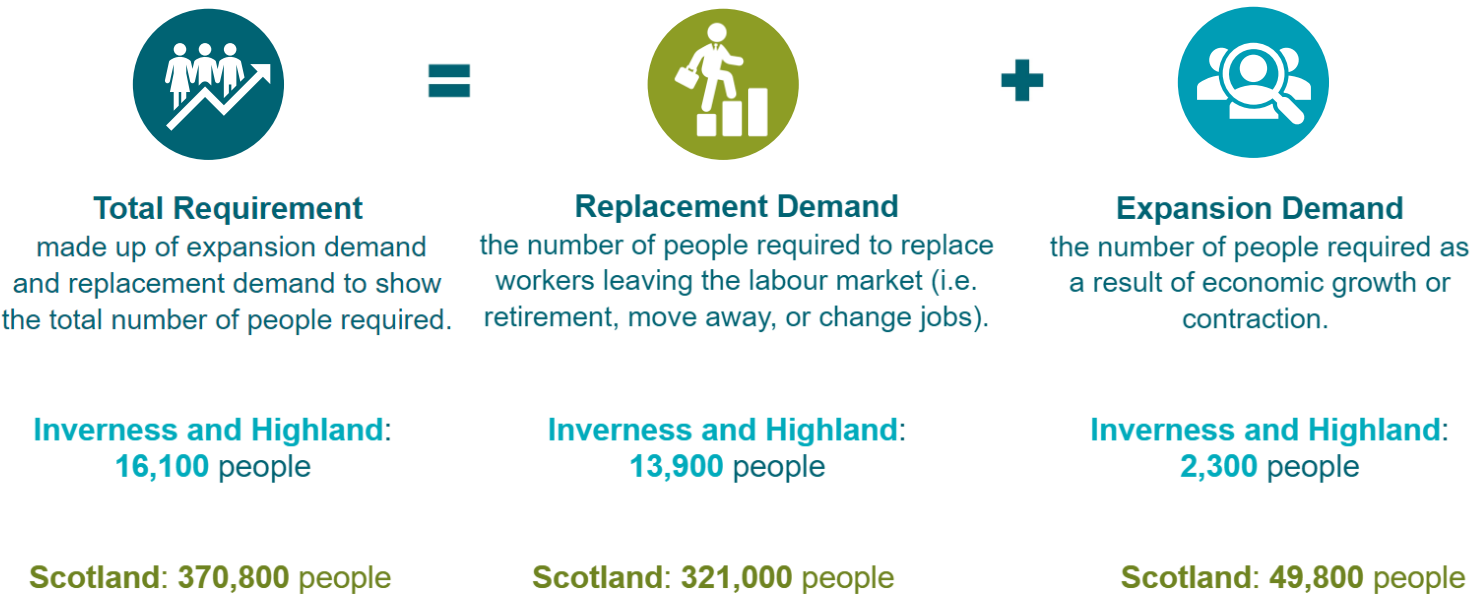 =
+
Total Requirement
made up of expansion demand
and replacement demand to show
the total number of people required.
Replacement Demand
the number of people required to replace
workers leaving the labour market (i.e.
retirement, move away, or change jobs).
Expansion Demand
the number of people required as
a result of economic growth or
contraction.
Inverness and Highland:
16,100 people
Inverness and Highland:
13,900 people
Inverness and Highland:
2,300 people
Scotland: 370,800 people
Scotland: 321,000 people
Scotland: 49,800 people